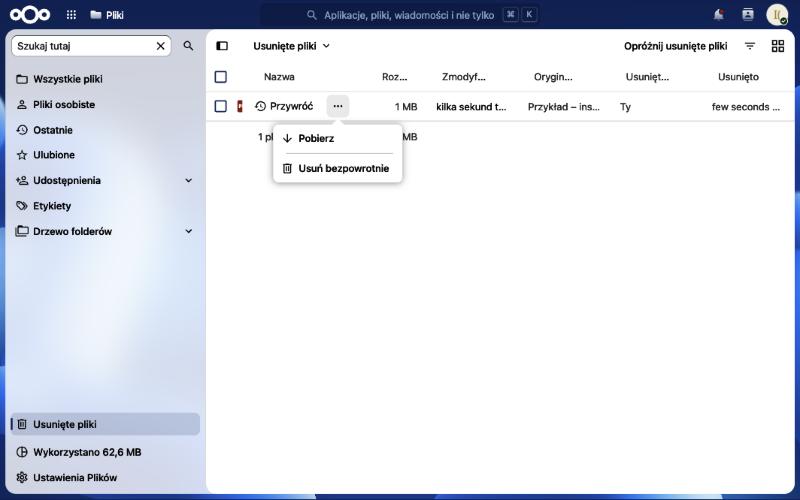 Pliki
Aplikacje, pliki, wiadomości i nie tylko
⌘ K
Szukaj tutaj
Wszystkie pliki
Pliki osobiste
Ostatnie
Ulubione
Udostępnienia
Etykiety
Drzewo folderów
Usunięte pliki
Wykorzystano 62,6 MB
Ustawienia Plików
Usunięte pliki
Opróżnij usunięte pliki
Nazwa Roz... Zmodyf... Orygin... Usunięt... Usunięto
Przywróć ... 1 MB kilka sekund t... Przykład – ins... Ty few seconds ...
1 pl MB
Pobierz
Usuń bezpowrotnie